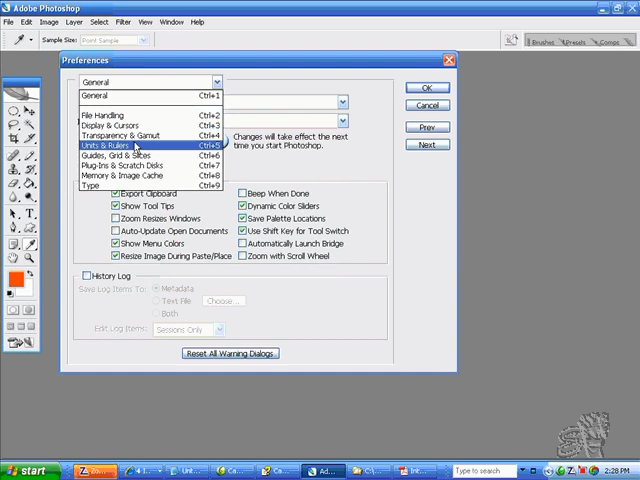 Adobe Photoshop
File Edit Image Layer Select Filter View Window Help
Sample Size: Point Sample
Brushes Presets Comps
Preferences
General
General Ctrl+1
File Handling Ctrl+2
Display & Cursors Ctrl+3
Transparency & Gamut Ctrl+4
Units & Rulers Ctrl+5
Guides, Grid & Slices Ctrl+6
Plug-Ins & Scratch Disks Ctrl+7
Memory & Image Cache Ctrl+8
Type Ctrl+9
OK
Cancel
Prev
Next
Changes will take effect the next
time you start Photoshop.
Export Clipboard Beep When Done
Show Tool Tips Dynamic Color Sliders
Zoom Resizes Windows Save Palette Locations
Auto-Update Open Documents Use Shift Key for Tool Switch
Show Menu Colors Automatically Launch Bridge
Resize Image During Paste/Place Zoom with Scroll Wheel
History Log
Save Log Items To: Metadata
Text File Choose...
Both
Edit Log Items: Sessions Only
Reset All Warning Dialogs
start Zo... 4 I... Unt... Ca... Ca... Ad... C:\... Int... Type to search 2:28 PM